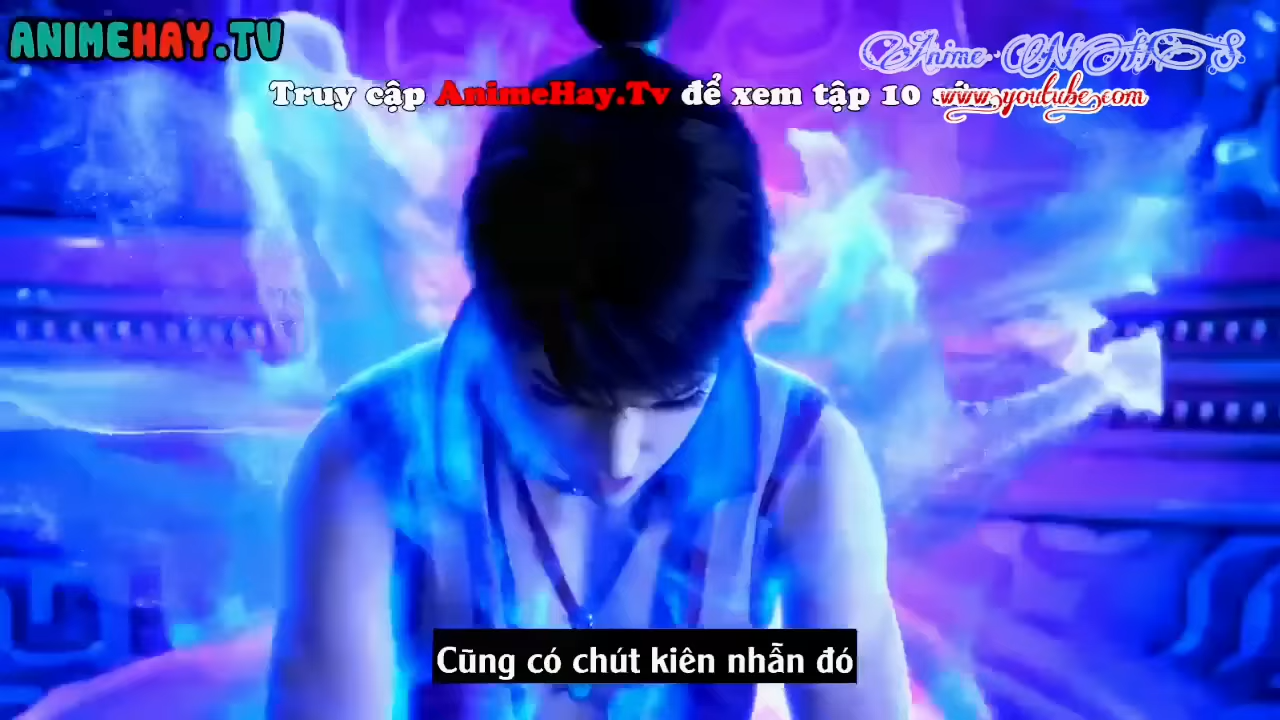 ANIMEHAY.TV
Anime
Truy cập AnimeHay.Tv để xem tập 10
www.youtube.com
Cũng có chút kiên nhẫn đó